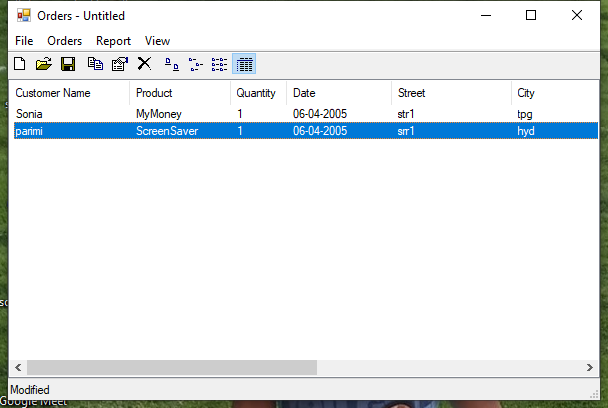 Orders - Untitled
File Orders Report View
Customer Name Product Quantity Date Street City
Sonia MyMoney 1 06-04-2005 str1 tpg
parimi ScreenSaver 1 06-04-2005 srr1 hyd
Modified
Google Meet